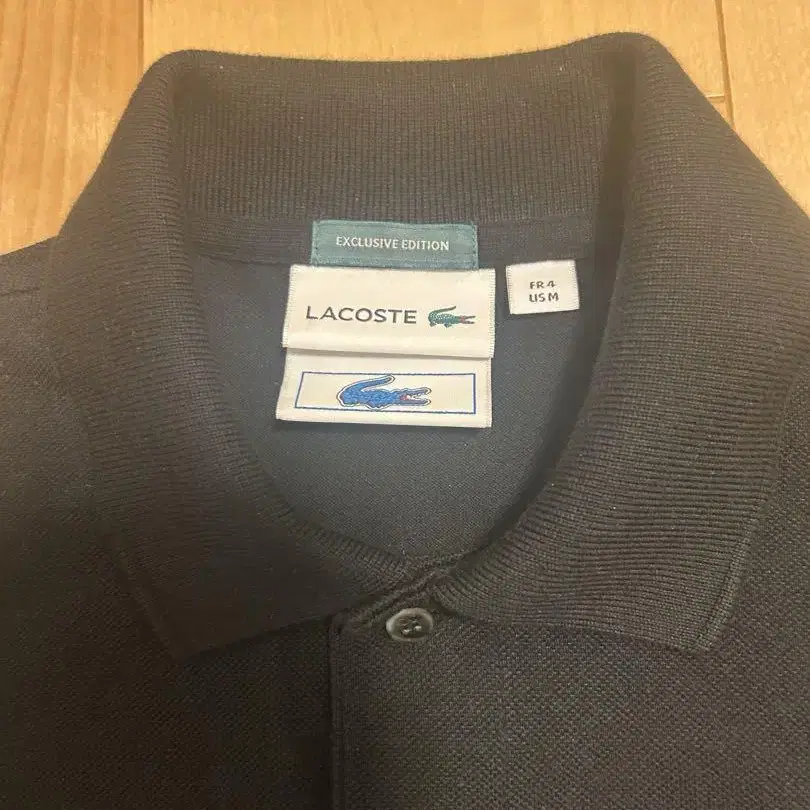 EXCLUSIVE EDITION
LACOSTE
FR 4
US M